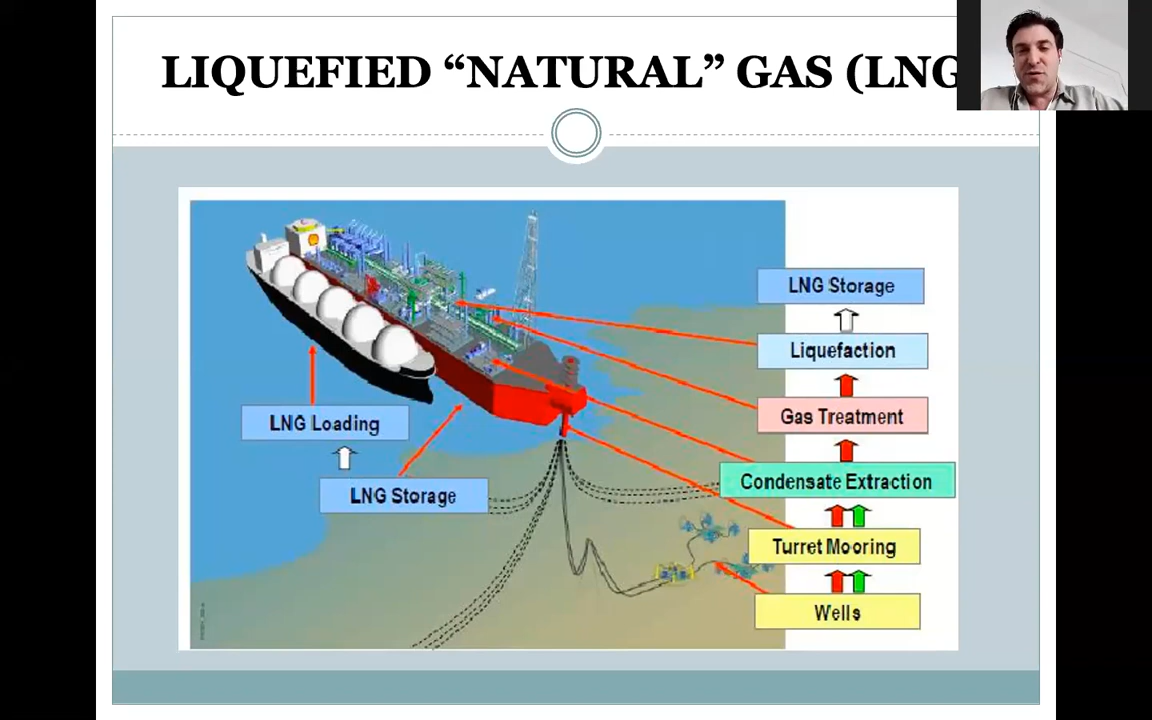 LIQUEFIED “NATURAL” GAS (LNG
LNG Storage
Liquefaction
Gas Treatment
LNG Loading
Condensate Extraction
LNG Storage
Turret Mooring
Wells